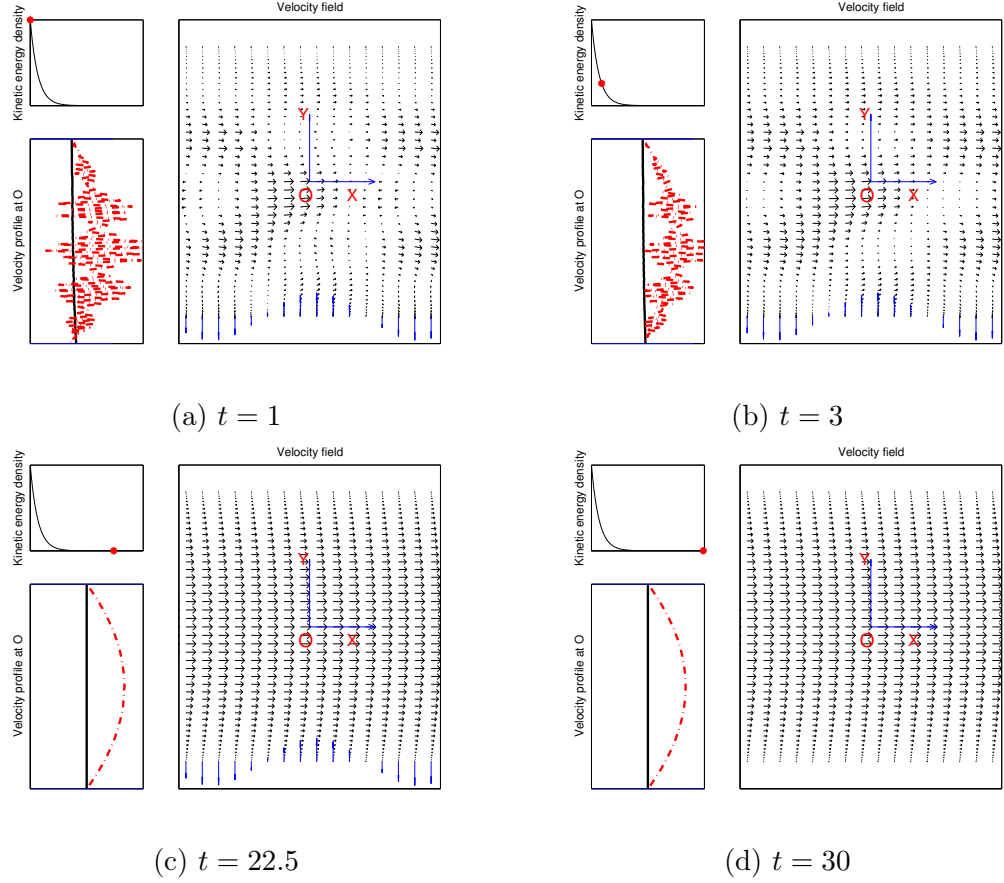 Kinetic energy density
Velocity profile at O
Velocity field
Y
O
X
(a) t = 1
Kinetic energy density
Velocity profile at O
Velocity field
Y
O
X
(b) t = 3
Kinetic energy density
Velocity profile at O
Velocity field
Y
O
X
(c) t = 22.5
Kinetic energy density
Velocity profile at O
Velocity field
Y
O
X
(d) t = 30